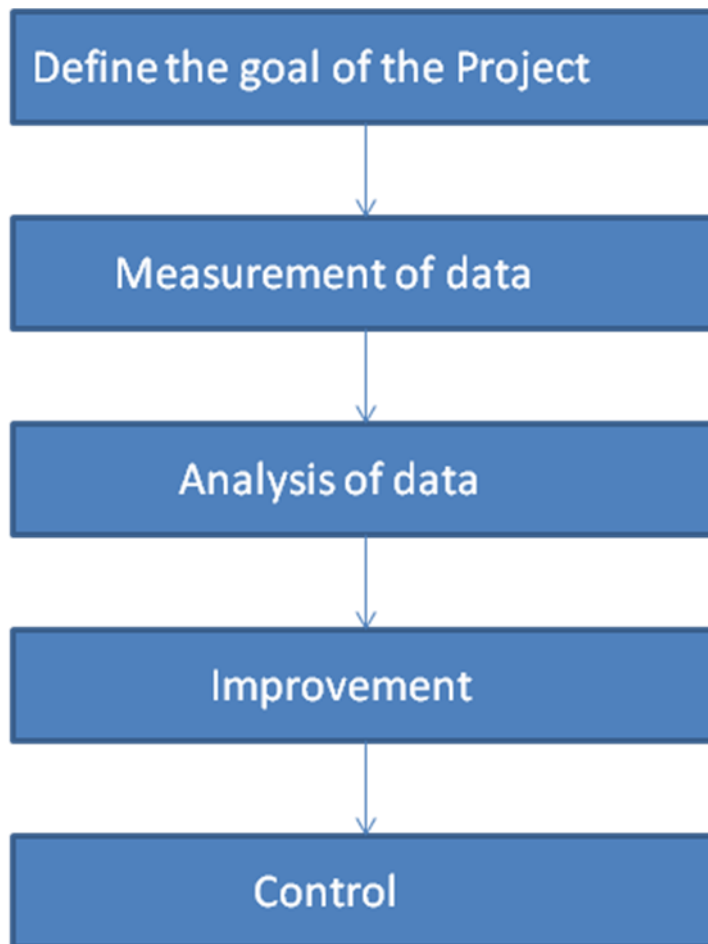 Define the goal of the Project
Measurement of data
Analysis of data
Improvement
Control